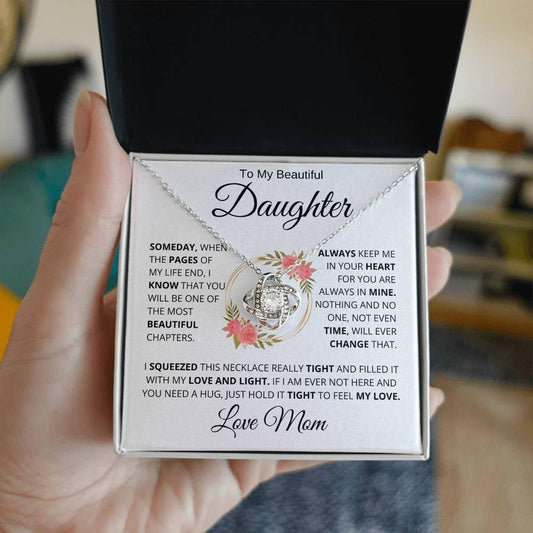 To My Beautiful
Daughter
SOMEDAY, WHEN
THE PAGES OF
MY LIFE END, I
KNOW THAT YOU
WILL BE ONE OF
THE MOST
BEAUTIFUL
CHAPTERS.
ALWAYS KEEP ME
IN YOUR HEART
FOR YOU ARE
ALWAYS IN MINE.
NOTHING AND NO
ONE, NOT EVEN
TIME, WILL EVER
CHANGE THAT.
I SQUEEZED THIS NECKLACE REALLY TIGHT AND FILLED IT
WITH MY LOVE AND LIGHT. IF I AM EVER NOT HERE AND
YOU NEED A HUG, JUST HOLD IT TIGHT TO FEEL MY LOVE.
Love Mom